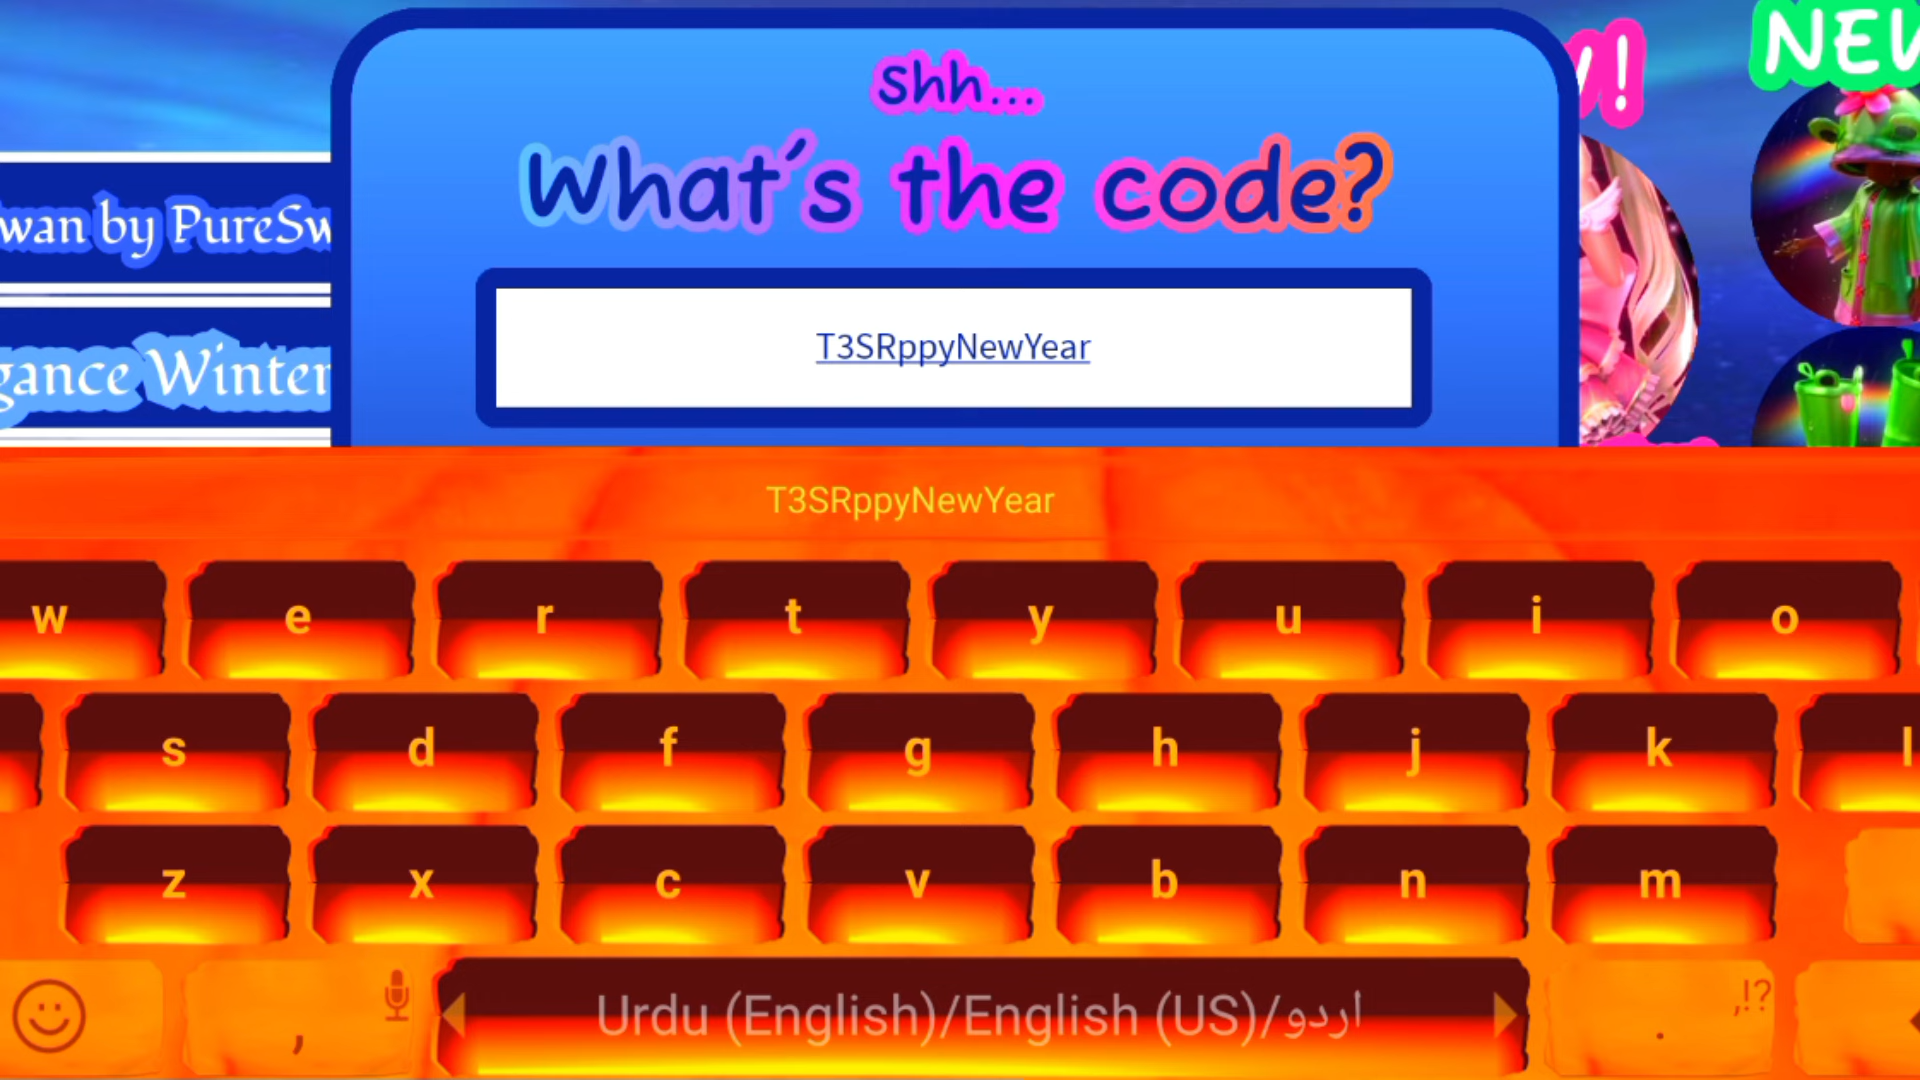 Shh...
What's the code?
V!
NEW
wan by PureSw
T3SRppyNewYear
gance Winter
T3SRppyNewYear
w e r t y u i o
s d f g h j k l
z x c v b n m
, Urdu (English)/English (US)/اردو . ,!?